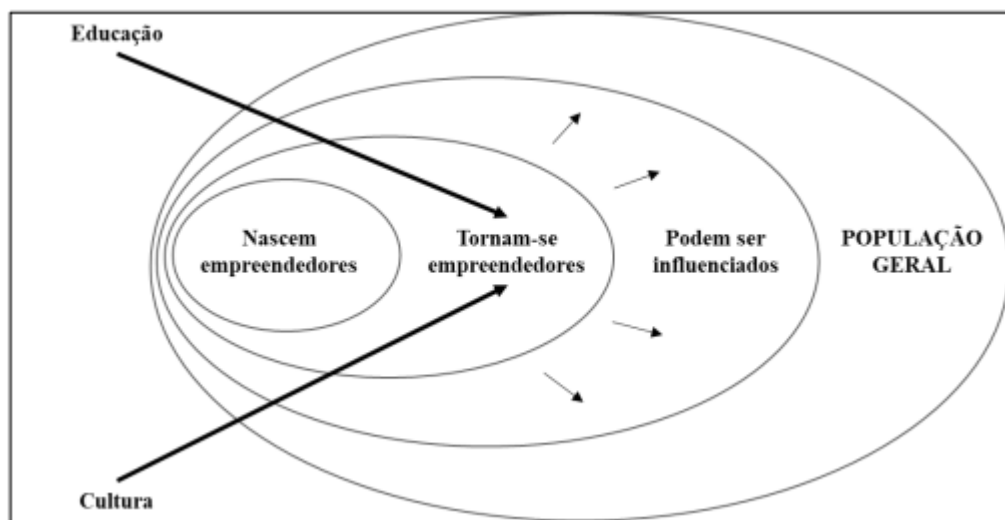 Educação
Nascem
empreendedores
Tornam-se
empreendedores
Podem ser
influenciados
POPULAÇÃO
GERAL
Cultura